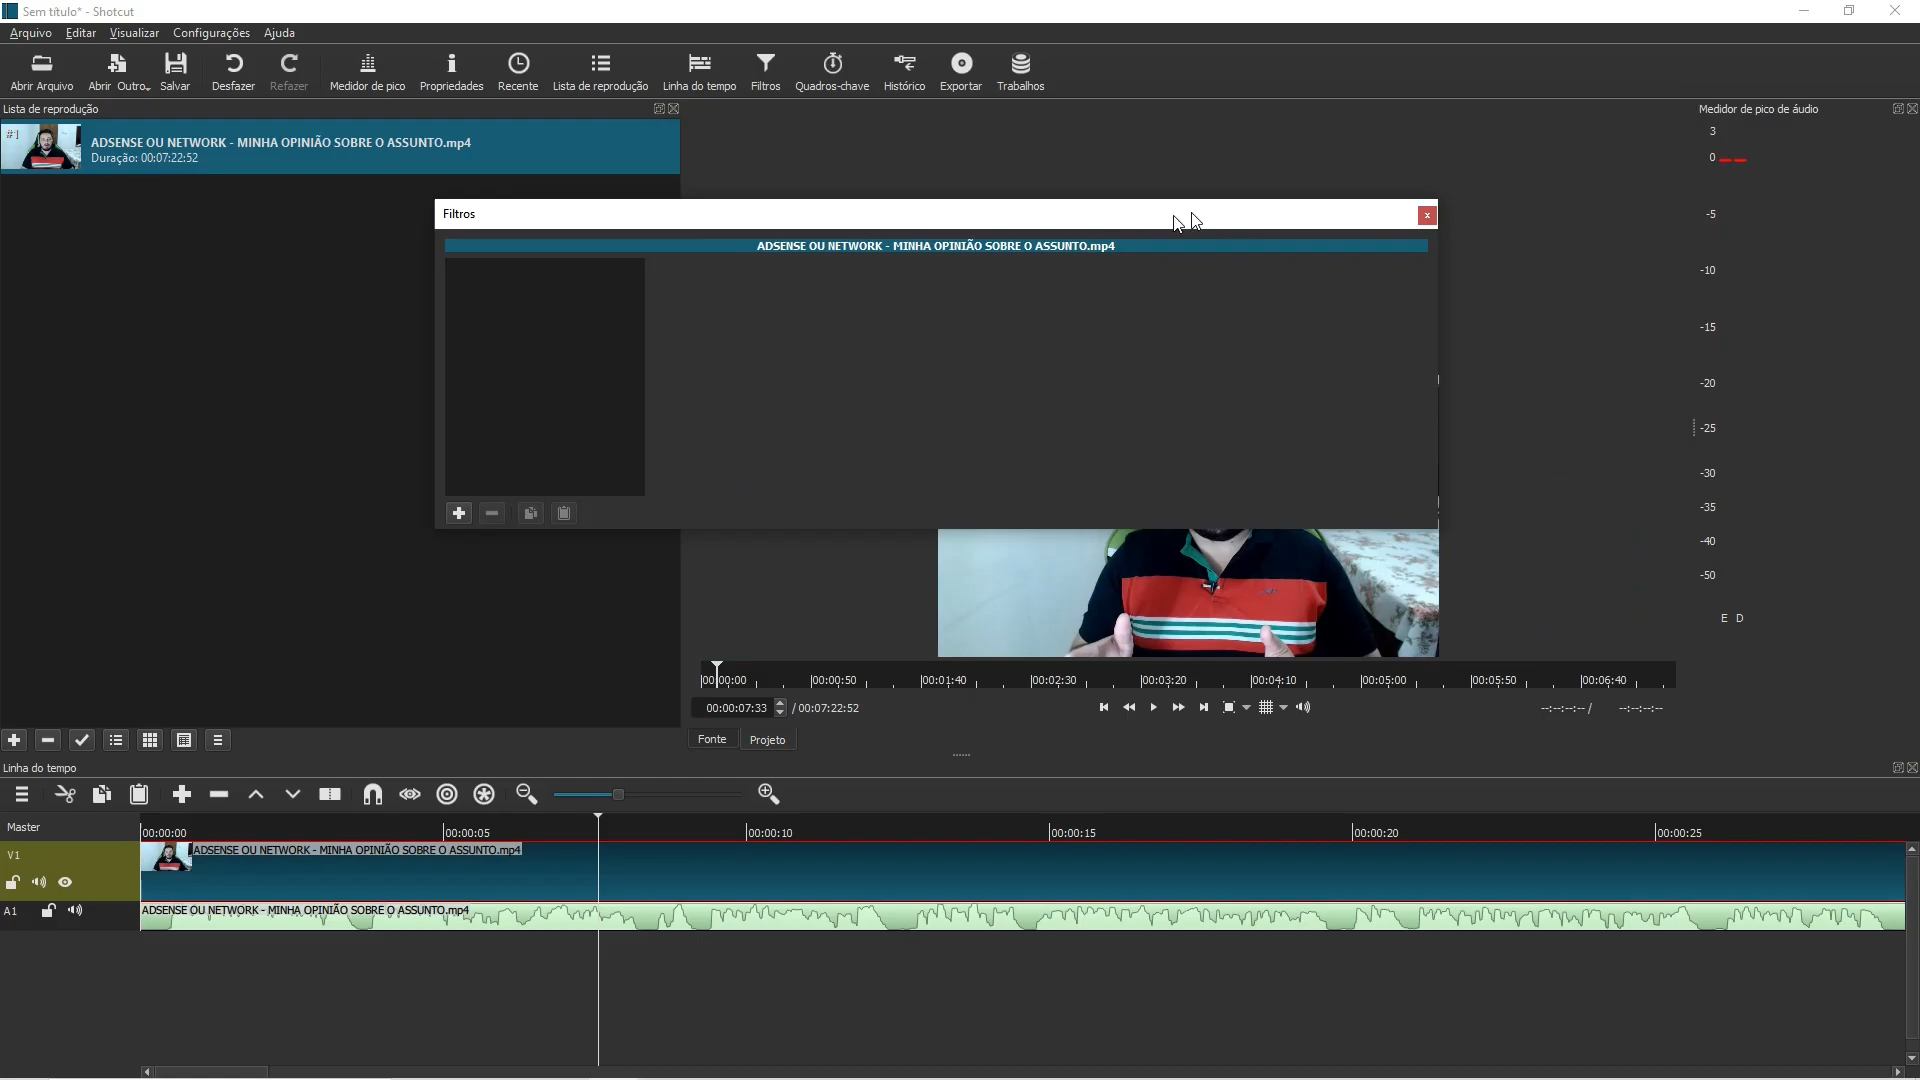 Sem título* - Shotcut
Arquivo Editar Visualizar Configurações Ajuda
Abrir Arquivo Abrir Outro... Salvar Desfazer Refazer Medidor de pico Propriedades Recente Lista de reprodução Linha do tempo Filtros Quadros-chave Histórico Exportar Trabalhos
Lista de reprodução
ADSENSE OU NETWORK - MINHA OPINIÃO SOBRE O ASSUNTO.mp4
Duração: 00:07:22:52
Filtros
ADSENSE OU NETWORK - MINHA OPINIÃO SOBRE O ASSUNTO.mp4
Medidor de pico de áudio
3
0
-5
-10
-15
-20
-25
-30
-35
-40
-50
E D
00:00:00 00:00:50 00:01:40 00:02:30 00:03:20 00:04:10 00:05:00 00:05:50 00:06:40
00:00:07:33 / 00:07:22:52 --:--:--:-- / --:--:--:--
Fonte Projeto
Linha do tempo
Master 00:00:00 00:00:05 00:00:10 00:00:15 00:00:20 00:00:25
V1 ADSENSE OU NETWORK - MINHA OPINIÃO SOBRE O ASSUNTO.mp4
A1 ADSENSE OU NETWORK - MINHA OPINIÃO SOBRE O ASSUNTO.mp4